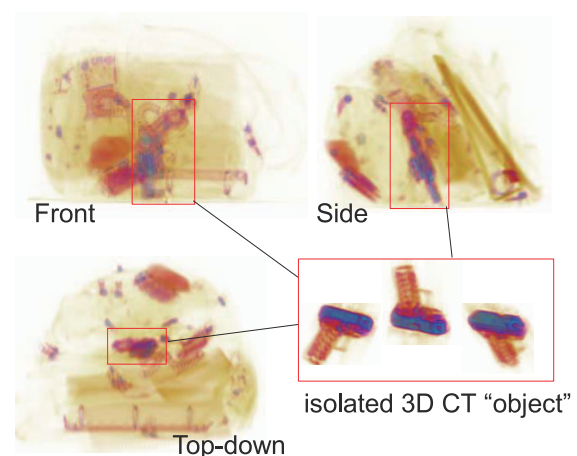 Front
Side
Top-down
isolated 3D CT “object”